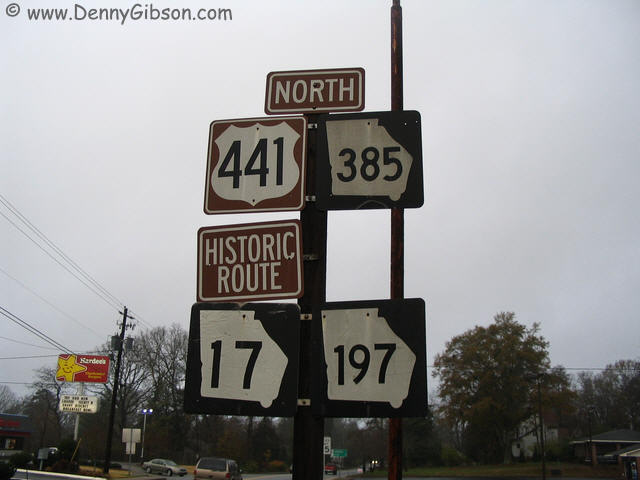 © www.DennyGibson.com
NORTH
441
385
HISTORIC
ROUTE
17
197
Hardee's